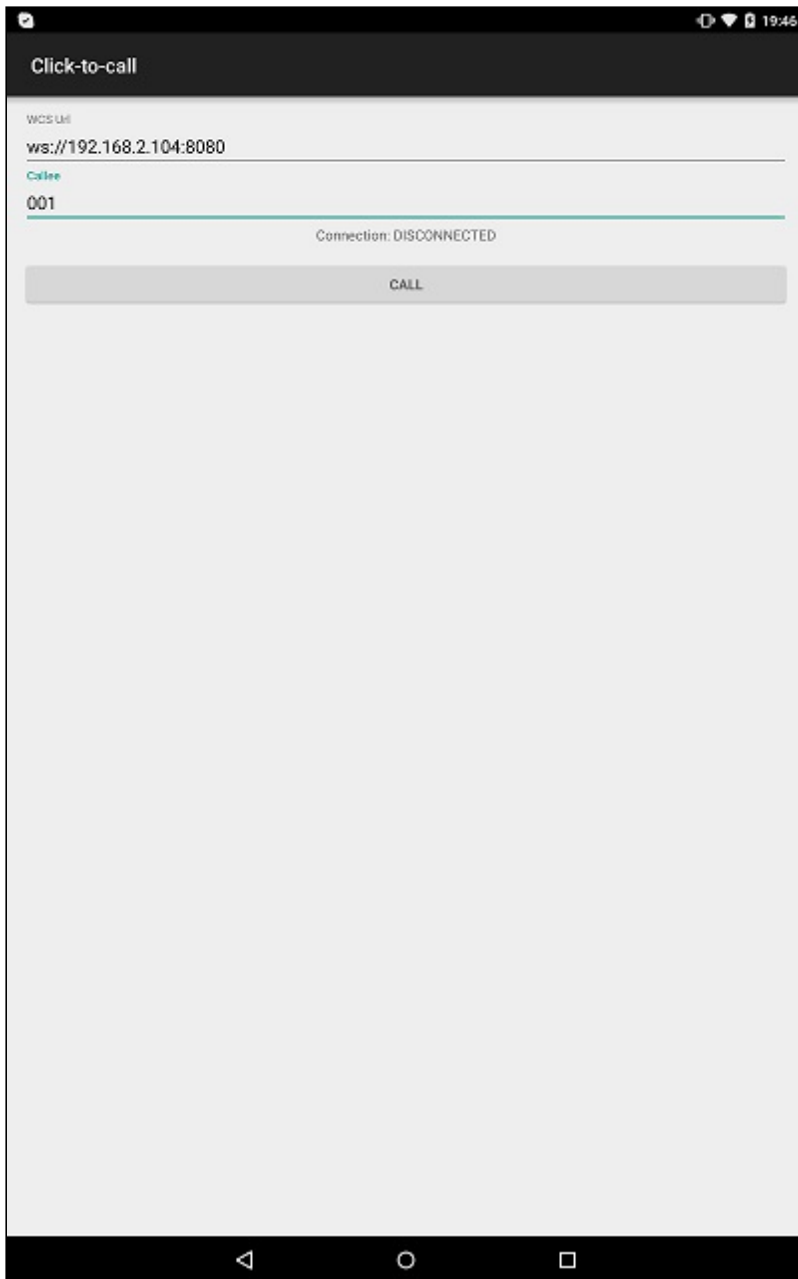 19:46
Click-to-call
WCS Url
ws://192.168.2.104:8080
Callee
001
Connection: DISCONNECTED
CALL